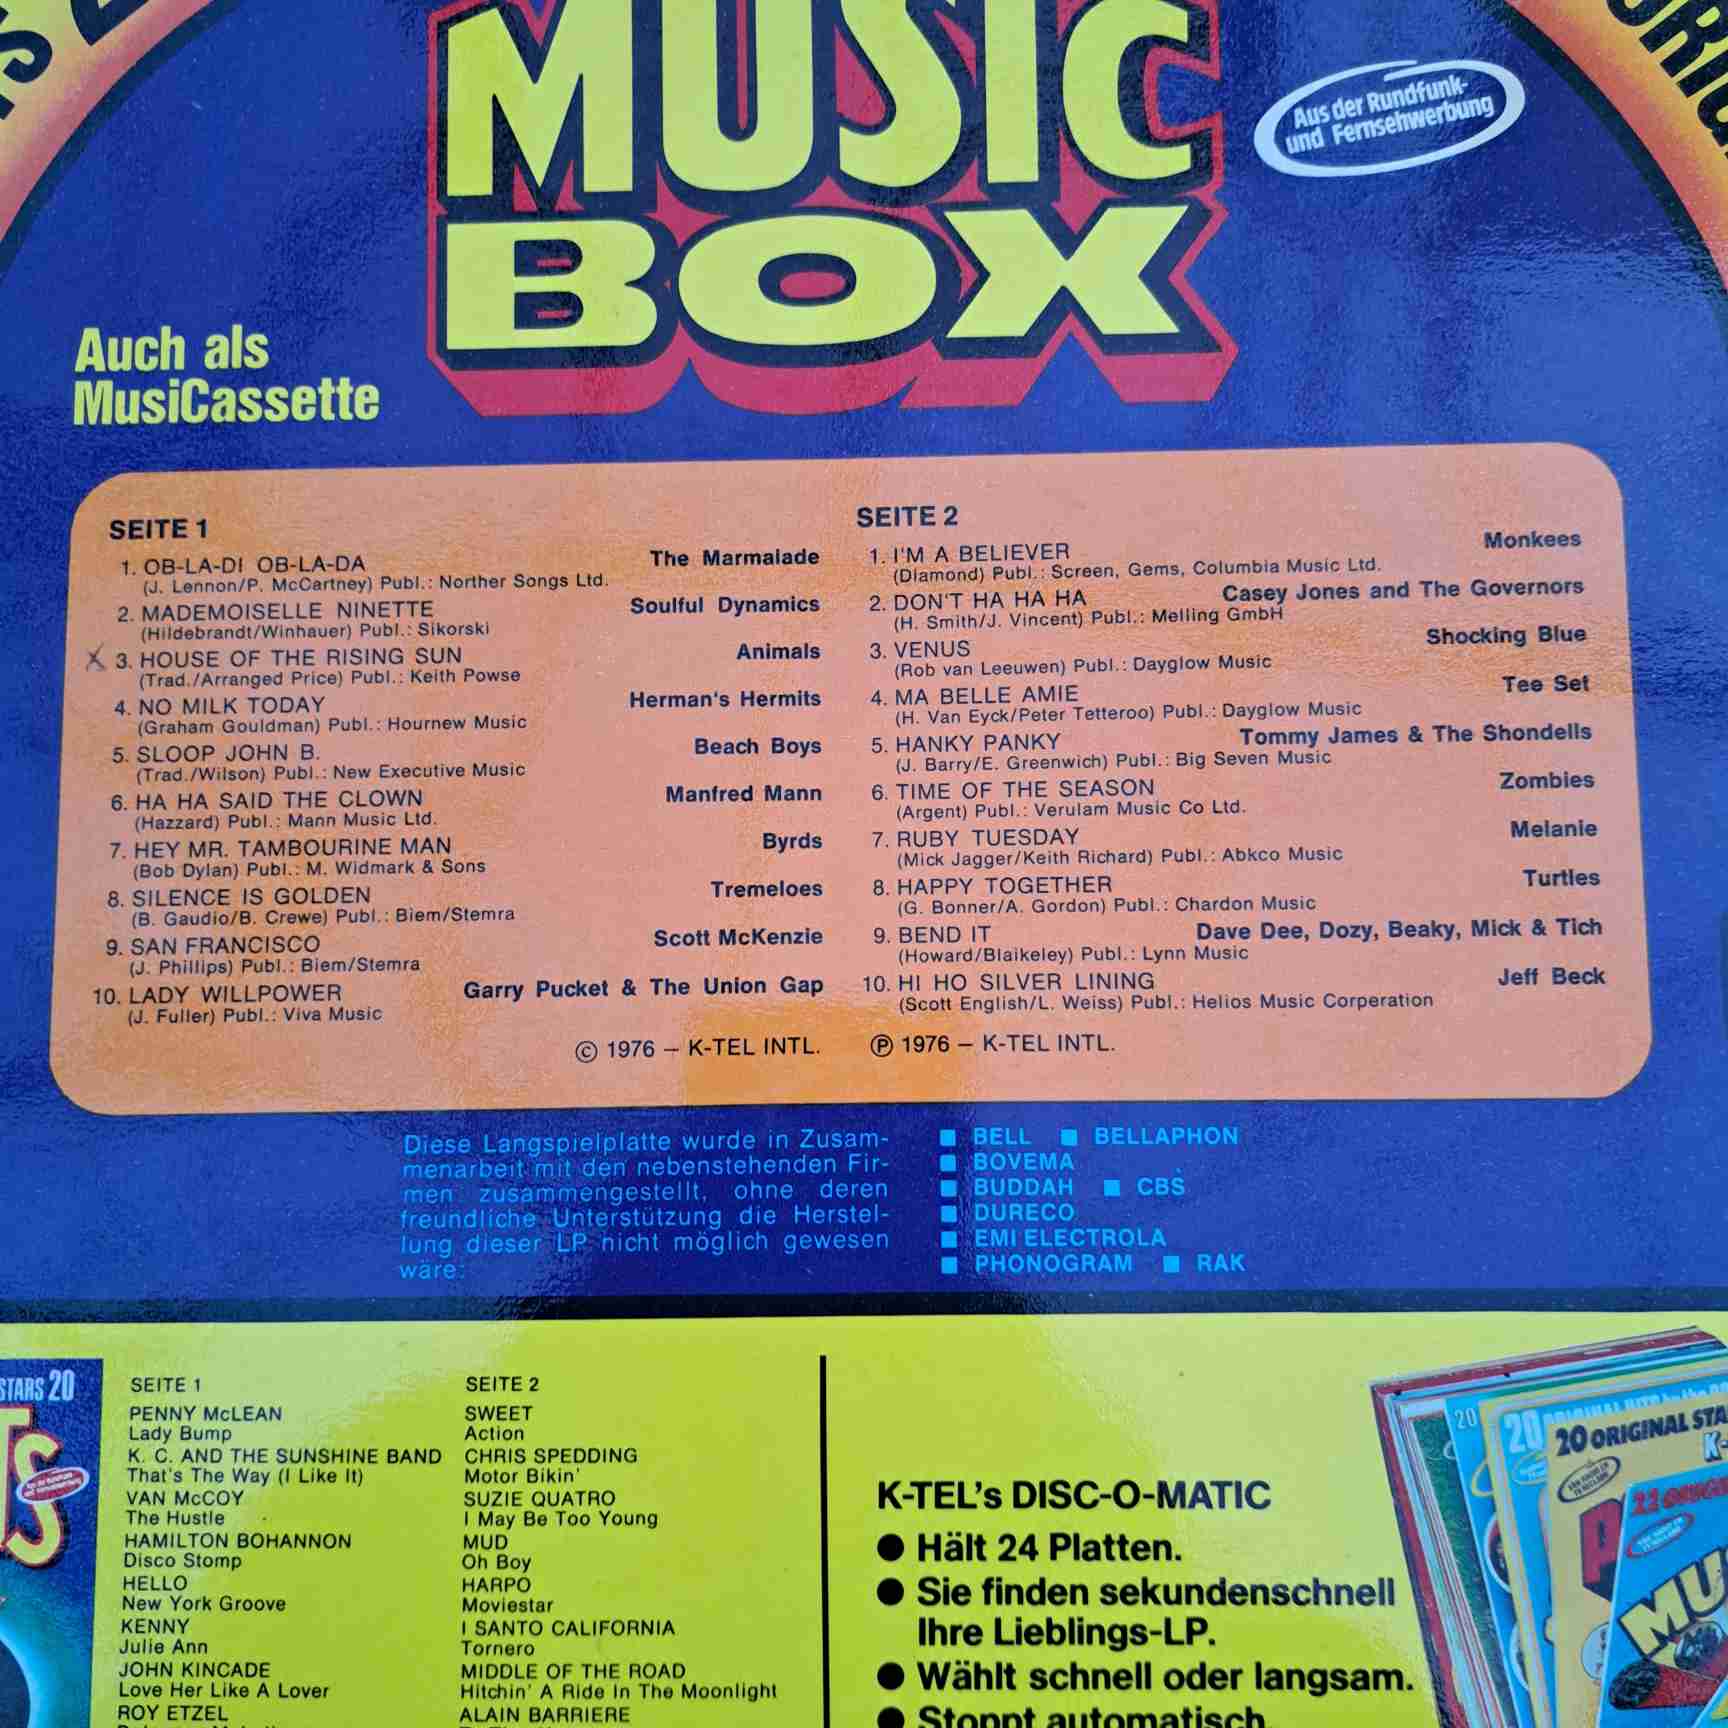 MUSIC
BOX
Aus der Rundfunk-
und Fernsehwerbung
Auch als
MusiCassette
SEITE 1
1. OB-LA-DI OB-LA-DA The Marmalade
(J. Lennon/P. McCartney) Publ.: Norther Songs Ltd.
2. MADEMOISELLE NINETTE Soulful Dynamics
(Hildebrandt/Winhauer) Publ.: Sikorski
X 3. HOUSE OF THE RISING SUN Animals
(Trad./Arranged Price) Publ.: Keith Powse
4. NO MILK TODAY Herman's Hermits
(Graham Gouldman) Publ.: Hournew Music
5. SLOOP JOHN B. Beach Boys
(Trad./Wilson) Publ.: New Executive Music
6. HA HA SAID THE CLOWN Manfred Mann
(Hazzard) Publ.: Mann Music Ltd.
7. HEY MR. TAMBOURINE MAN Byrds
(Bob Dylan) Publ.: M. Widmark & Sons
8. SILENCE IS GOLDEN Tremeloes
(B. Gaudio/B. Crewe) Publ.: Biem/Stemra
9. SAN FRANCISCO Scott McKenzie
(J. Phillips) Publ.: Biem/Stemra
10. LADY WILLPOWER Garry Pucket & The Union Gap
(J. Fuller) Publ.: Viva Music
© 1976 – K-TEL INTL.
SEITE 2
1. I'M A BELIEVER Monkees
(Diamond) Publ.: Screen, Gems, Columbia Music Ltd.
2. DON'T HA HA HA Casey Jones and The Governors
(H. Smith/J. Vincent) Publ.: Melling GmbH
3. VENUS Shocking Blue
(Rob van Leeuwen) Publ.: Dayglow Music
4. MA BELLE AMIE Tee Set
(H. Van Eyck/Peter Tetteroo) Publ.: Dayglow Music
5. HANKY PANKY Tommy James & The Shondells
(J. Barry/E. Greenwich) Publ.: Big Seven Music
6. TIME OF THE SEASON Zombies
(Argent) Publ.: Verulam Music Co Ltd.
7. RUBY TUESDAY Melanie
(Mick Jagger/Keith Richard) Publ.: Abkco Music
8. HAPPY TOGETHER Turtles
(G. Bonner/A. Gordon) Publ.: Chardon Music
9. BEND IT Dave Dee, Dozy, Beaky, Mick & Tich
(Howard/Blaikeley) Publ.: Lynn Music
10. HI HO SILVER LINING Jeff Beck
(Scott English/L. Weiss) Publ.: Helios Music Corperation
℗ 1976 – K-TEL INTL.
Diese Langspielplatte wurde in Zusam-
menarbeit mit den nebenstehenden Fir-
men zusammengestellt, ohne deren
freundliche Unterstützung die Herstel-
lung dieser LP nicht möglich gewesen
wäre:
■ BELL ■ BELLAPHON
■ BOVEMA
■ BUDDAH ■ CBS
■ DURECO
■ EMI ELECTROLA
■ PHONOGRAM ■ RAK
STARS 20
SEITE 1
PENNY McLEAN
Lady Bump
K. C. AND THE SUNSHINE BAND
That's The Way (I Like It)
VAN McCOY
The Hustle
HAMILTON BOHANNON
Disco Stomp
HELLO
New York Groove
KENNY
Julie Ann
JOHN KINCADE
Love Her Like A Lover
ROY ETZEL
SEITE 2
SWEET
Action
CHRIS SPEDDING
Motor Bikin'
SUZIE QUATRO
I May Be Too Young
MUD
Oh Boy
HARPO
Moviestar
I SANTO CALIFORNIA
Tornero
MIDDLE OF THE ROAD
Hitchin' A Ride In The Moonlight
ALAIN BARRIERE
K-TEL's DISC-O-MATIC
● Hält 24 Platten.
● Sie finden sekundenschnell
Ihre Lieblings-LP.
● Wählt schnell oder langsam.
● Stoppt automatisch.
20
20
20 ORIGINAL STA
K-